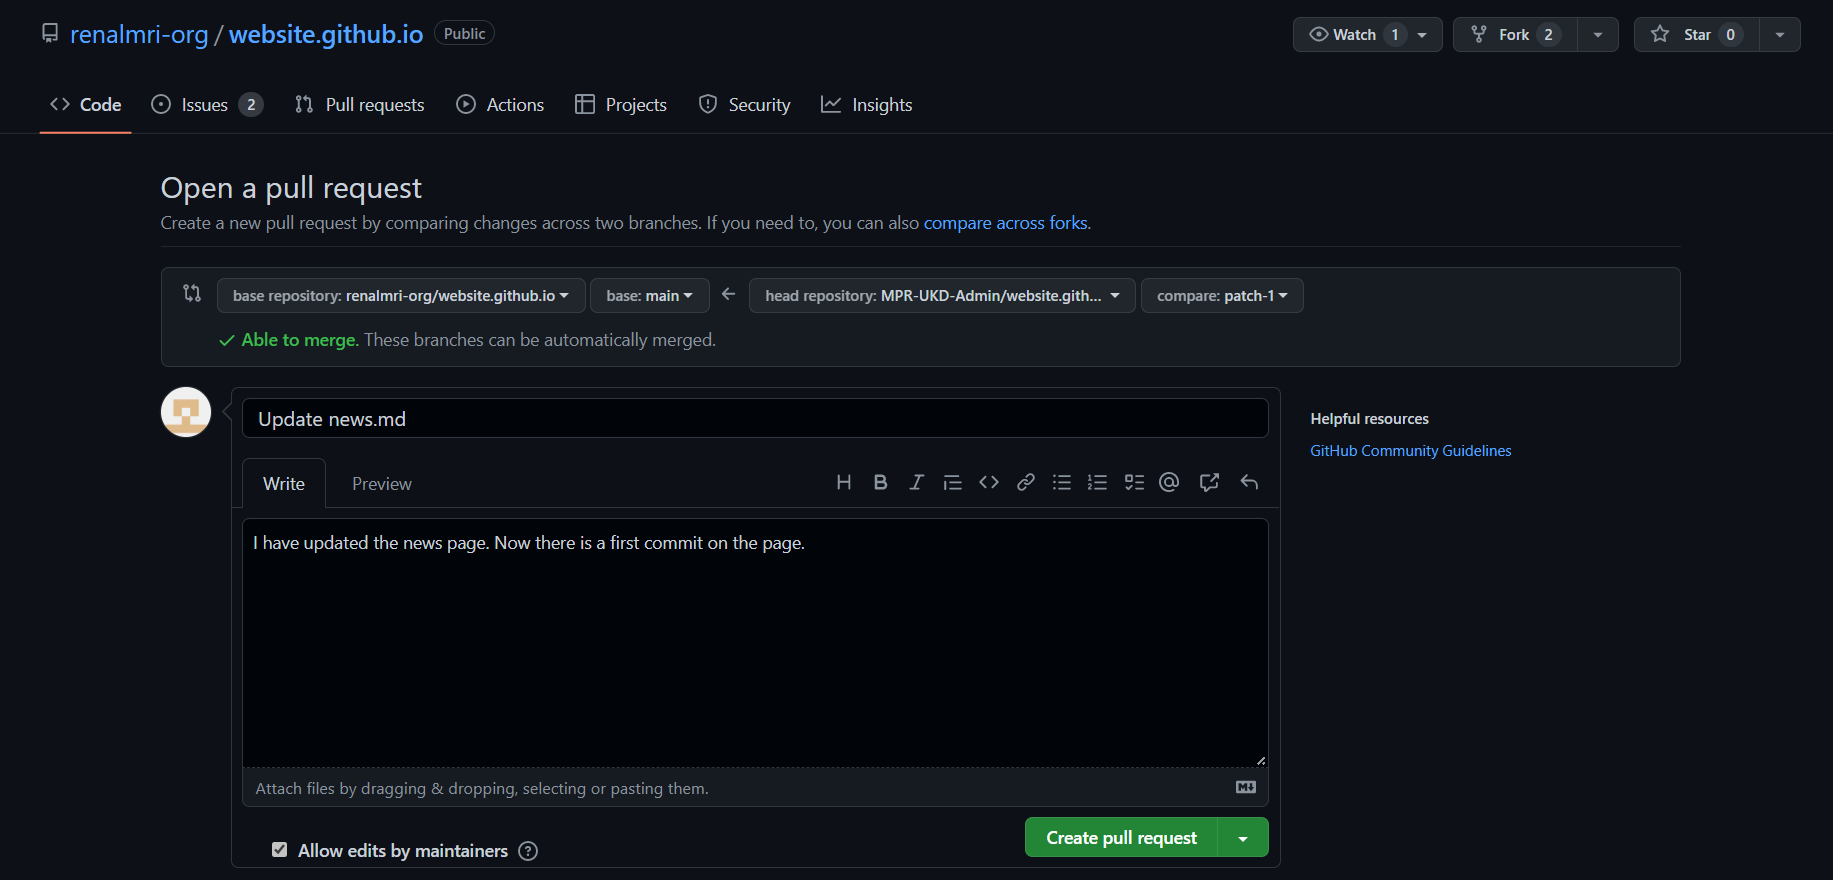 renalmri-org / website.github.io Public
Watch 1 Fork 2 Star 0
Code Issues 2 Pull requests Actions Projects Security Insights
Open a pull request
Create a new pull request by comparing changes across two branches. If you need to, you can also compare across forks.
base repository: renalmri-org/website.github.io base: main head repository: MPR-UKD-Admin/website.gith... compare: patch-1
Able to merge. These branches can be automatically merged.
Update news.md
Helpful resources
GitHub Community Guidelines
Write Preview
I have updated the news page. Now there is a first commit on the page.
Attach files by dragging & dropping, selecting or pasting them.
Allow edits by maintainers
Create pull request